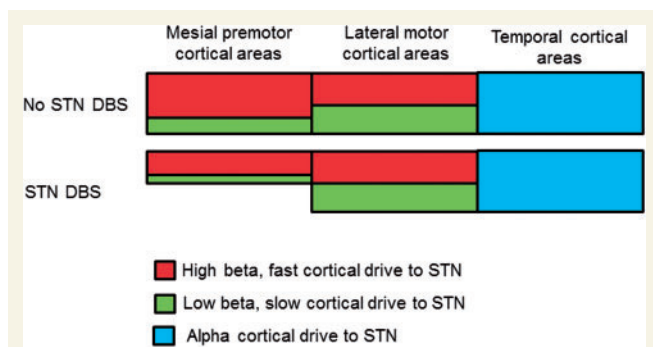 Mesial premotor
cortical areas
Lateral motor
cortical areas
Temporal cortical
areas
No STN DBS
STN DBS
High beta, fast cortical drive to STN
Low beta, slow cortical drive to STN
Alpha cortical drive to STN